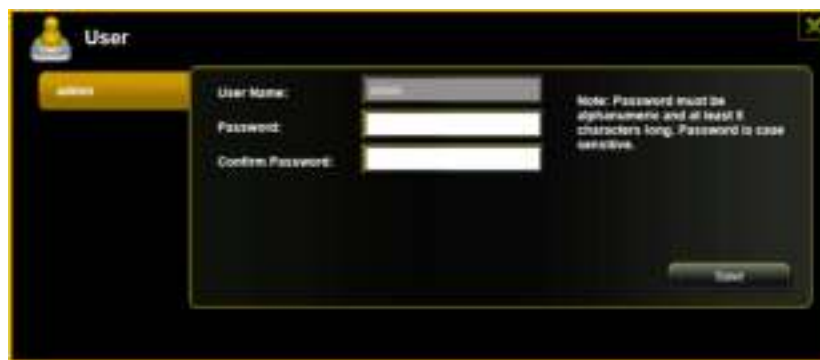 User
admin
User Name:
admin
Note: Password must be
alphanumeric and at least
characters long. Password is case
sensitive.
Password:
Confirm Password:
Save